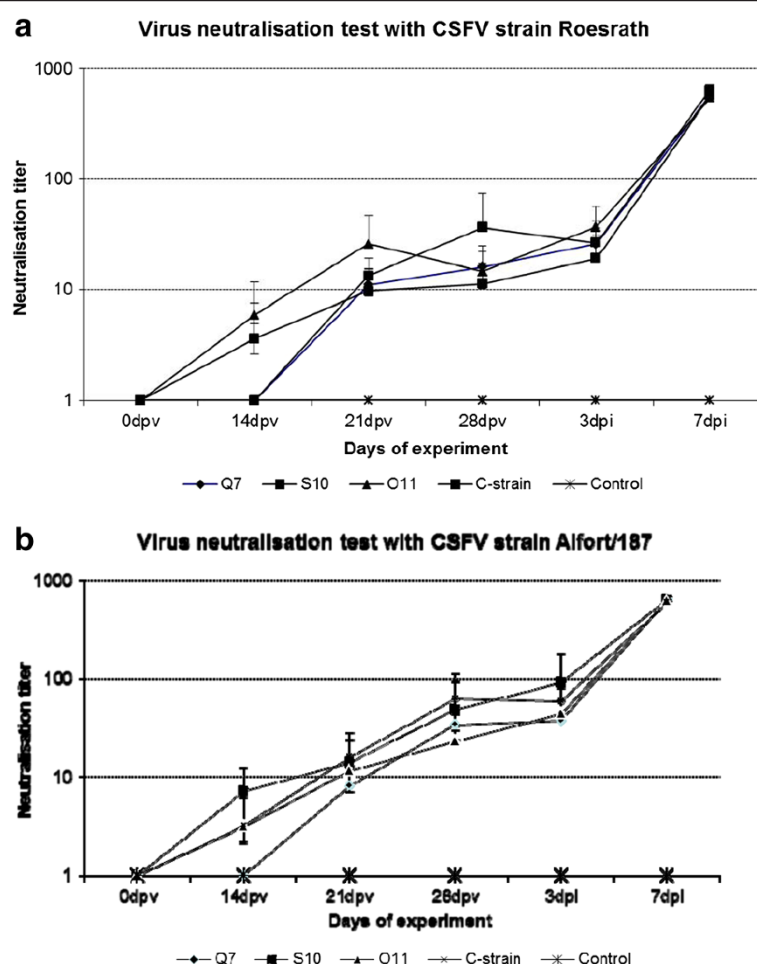 a
Virus neutralisation test with CSFV strain Roesrath
1000
100
10
1
Neutralisation titer
0dpv 14dpv 21dpv 28dpv 3dpi 7dpi
Days of experiment
Q7 S10 O11 C-strain Control
b
Virus neutralisation test with CSFV strain Alfort/187
1000
100
10
1
Neutralisation titer
0dpv 14dpv 21dpv 28dpv 3dpi 7dpi
Days of experiment
Q7 S10 O11 C-strain Control